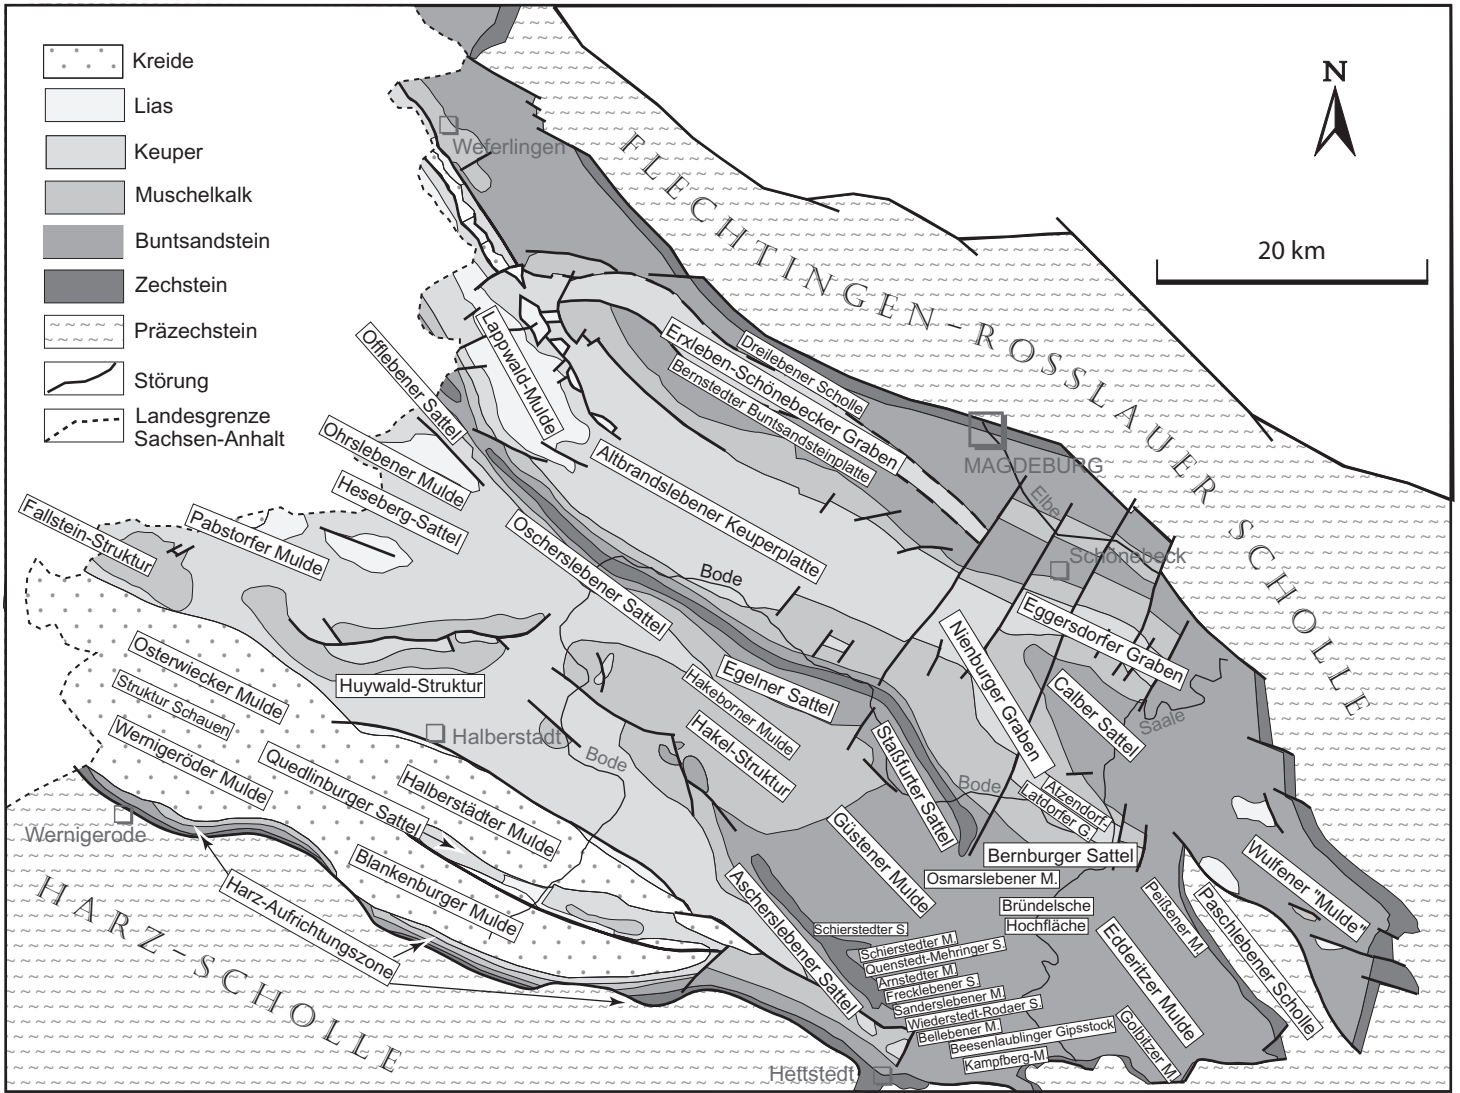 Kreide
Lias
Keuper
Muschelkalk
Buntsandstein
Zechstein
Präzechstein
Störung
Landesgrenze
Sachsen-Anhalt
N
20 km
FLECHTINGEN-ROSSLAUER SCHOLLE
Weferlingen
Lappwald-Mulde
Offlebener Sattel
Dreilebener Scholle
Erxleben-Schönebecker Graben
Bernstedter Buntsandsteinplatte
MAGDEBURG
Elbe
Ohrslebener Mulde
Heseberg-Sattel
Altbrandslebener Keuperplatte
Fallstein-Struktur
Pabstorfer Mulde
Oscherslebener Sattel
Bode
Schönebeck
Eggersdorfer Graben
Nienburger Graben
Calber Sattel
Saale
Osterwiecker Mulde
Struktur Schauen
Wernigeröder Mulde
Huywald-Struktur
Egelner Sattel
Hakeborner Mulde
Hakel-Struktur
Halberstadt
Bode
Quedlinburger Sattel
Halberstädter Mulde
Staßfurter Sattel
Bode
Atzendorf-
Latdorfer G.
Wernigerode
Blankenburger Mulde
Güstener Mulde
Bernburger Sattel
Osmarslebener M.
Bründelsche
Hochfläche
Wulfener "Mulde"
Harz-Aufrichtungszone
Ascherslebener Sattel
Peißener M.
Paschlebener Scholle
Edderitzer Mulde
Schierstedter S.
Schierstedter M.
Quenstedt-Mehringer S.
Arnstedter M.
Frecklebener S.
Sanderslebener M.
Wiederstedt-Rodaer S.
Bellebener M.
Beesenlaublinger Gipsstock
Kampfberg-M.
Golbitzer M.
HARZ-SCHOLLE
Hettstedt